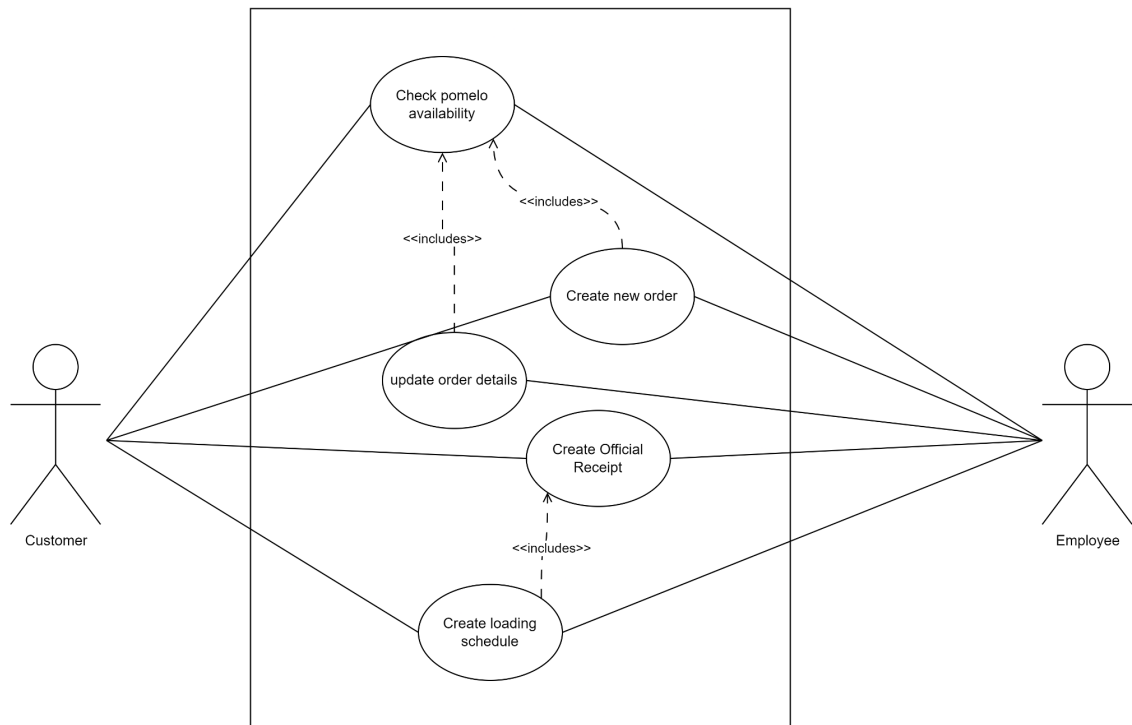 Check pomelo
availability
<<includes>>
<<includes>>
Create new order
update order details
Create Official
Receipt
Customer
Employee
<<includes>>
Create loading
schedule